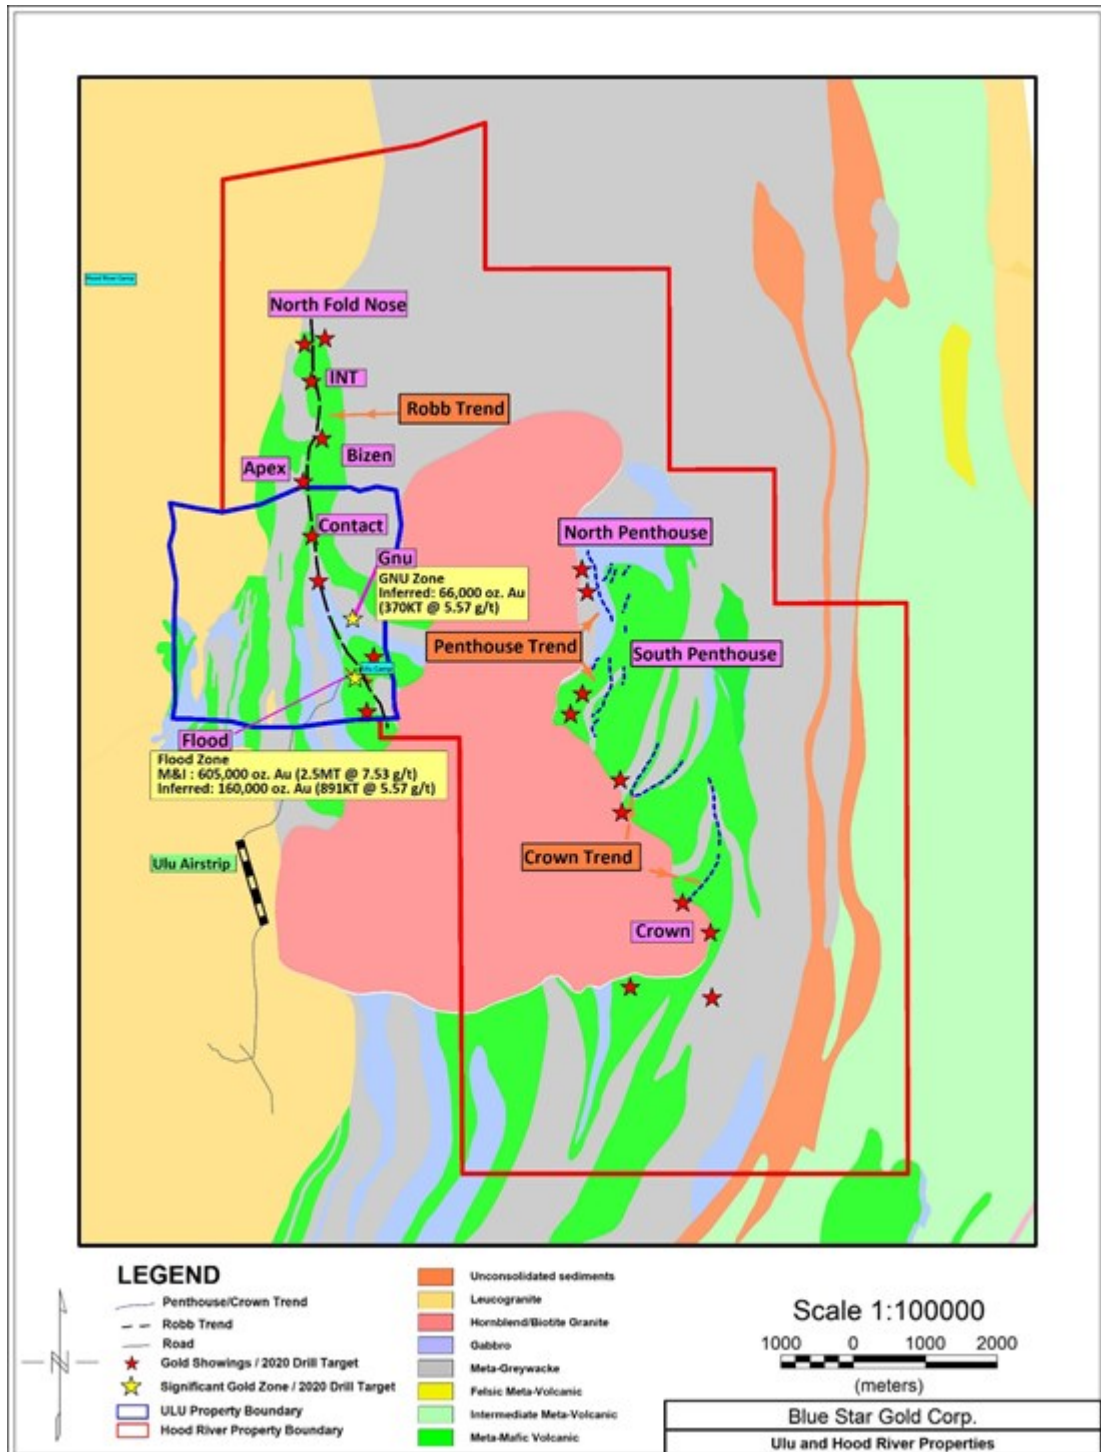 Hood River Camp
North Fold Nose
INT
Robb Trend
Bizen
Apex
Contact
North Penthouse
Gnu
GNU Zone
Inferred: 66,000 oz. Au
(370KT @ 5.57 g/t)
Penthouse Trend
South Penthouse
Ulu Camp
Flood
Flood Zone
M&I : 605,000 oz. Au (2.5MT @ 7.53 g/t)
Inferred: 160,000 oz. Au (891KT @ 5.57 g/t)
Ulu Airstrip
Crown Trend
Crown
LEGEND
Penthouse/Crown Trend
Robb Trend
Road
Gold Showings / 2020 Drill Target
Significant Gold Zone / 2020 Drill Target
ULU Property Boundary
Hood River Property Boundary
N
Unconsolidated sediments
Leucogranite
Hornblend/Biotite Granite
Gabbro
Meta-Greywacke
Felsic Meta-Volcanic
Intermediate Meta-Volcanic
Meta-Mafic Volcanic
Scale 1:100000
1000 0 1000 2000
(meters)
Blue Star Gold Corp.
Ulu and Hood River Properties